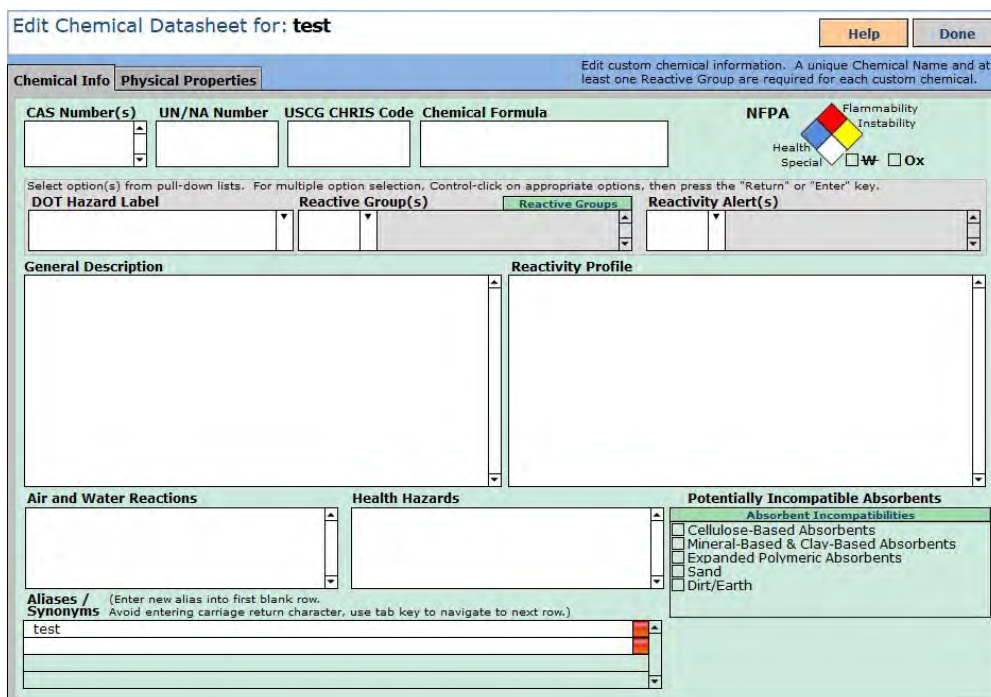 Edit Chemical Datasheet for: test
Help
Done
Chemical Info
Physical Properties
Edit custom chemical information. A unique Chemical Name and at
least one Reactive Group are required for each custom chemical.
CAS Number(s)
UN/NA Number
USCG CHRIS Code
Chemical Formula
NFPA
Flammability
Instability
Health
Special
W
Ox
Select option(s) from pull-down lists. For multiple option selection, Control-click on appropriate options, then press the "Return" or "Enter" key.
DOT Hazard Label
Reactive Group(s)
Reactive Groups
Reactivity Alert(s)
General Description
Reactivity Profile
Air and Water Reactions
Health Hazards
Potentially Incompatible Absorbents
Absorbent Incompatibilities
Cellulose-Based Absorbents
Mineral-Based & Clay-Based Absorbents
Expanded Polymeric Absorbents
Sand
Dirt/Earth
Aliases / (Enter new alias into first blank row.
Synonyms Avoid entering carriage return character, use tab key to navigate to next row.)
test